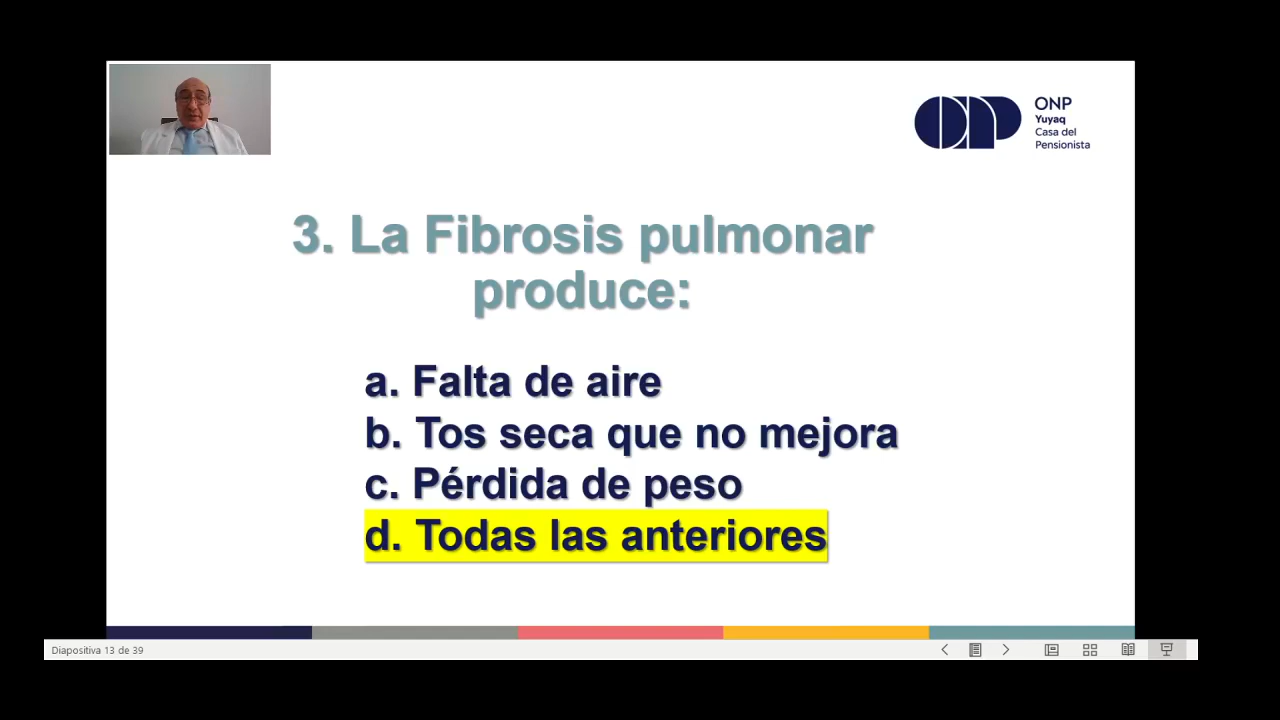 ONP
Yuyaq
Casa del
Pensionista
3. La Fibrosis pulmonar
produce:
a. Falta de aire
b. Tos seca que no mejora
c. Pérdida de peso
d. Todas las anteriores
Diapositiva 13 de 39